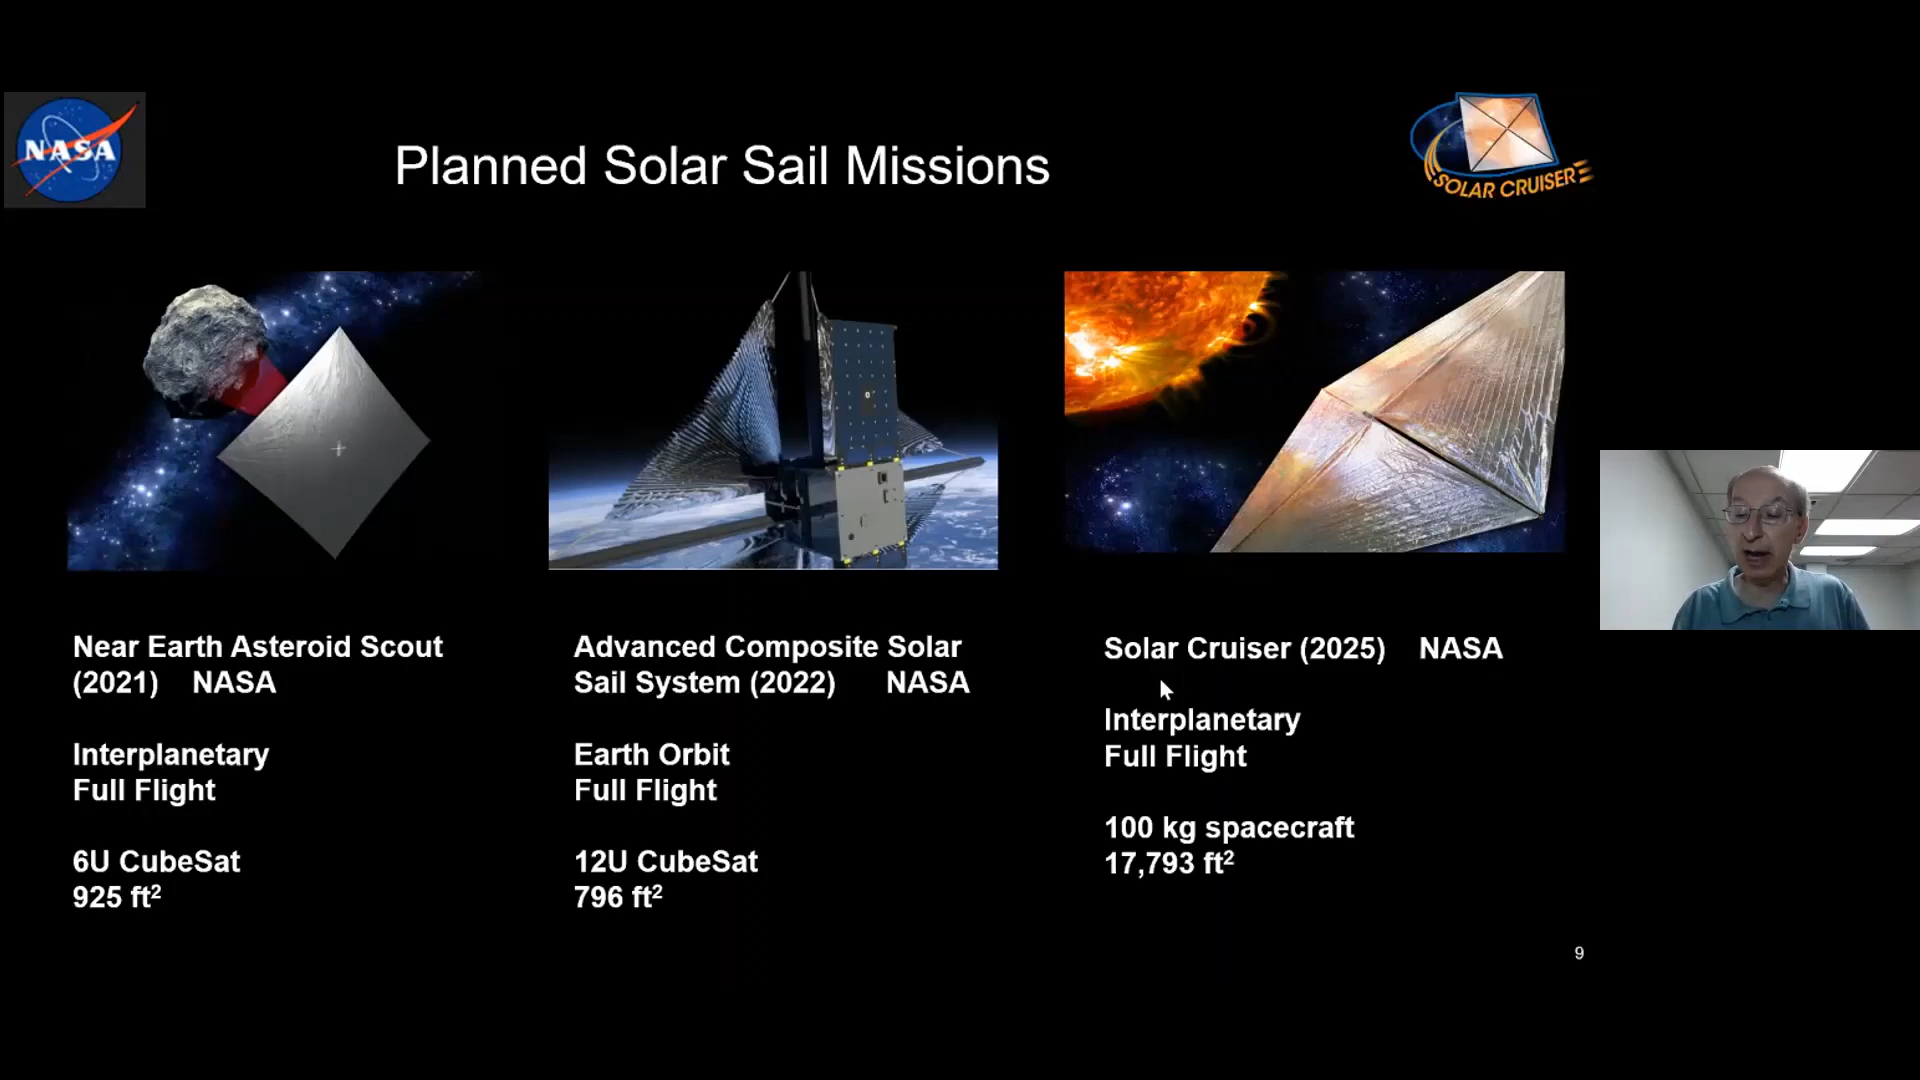 NASA
Planned Solar Sail Missions
SOLAR CRUISER
Near Earth Asteroid Scout
(2021) NASA
Interplanetary
Full Flight
6U CubeSat
925 ft²
Advanced Composite Solar
Sail System (2022) NASA
Earth Orbit
Full Flight
12U CubeSat
796 ft²
Solar Cruiser (2025) NASA
Interplanetary
Full Flight
100 kg spacecraft
17,793 ft²
9